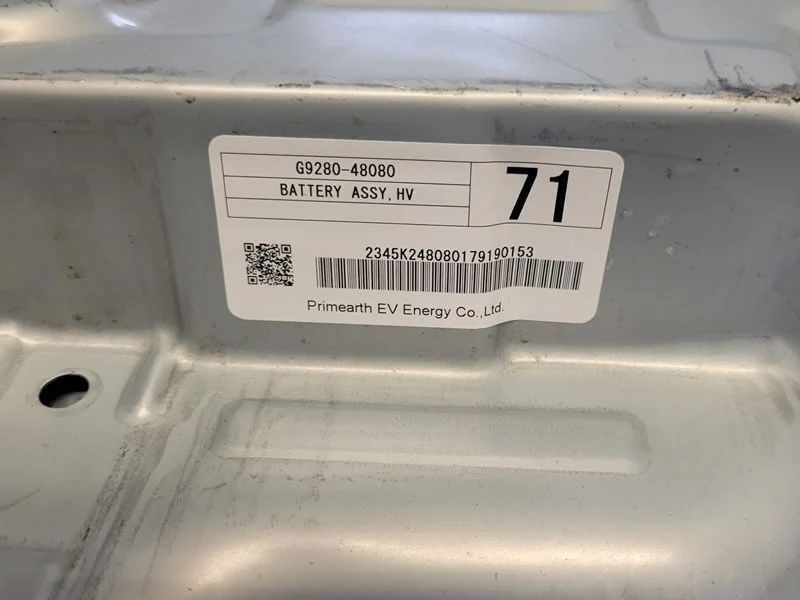 G9280-48080
BATTERY ASSY, HV
71
2345K248080179190153
Primearth EV Energy Co.,Ltd.